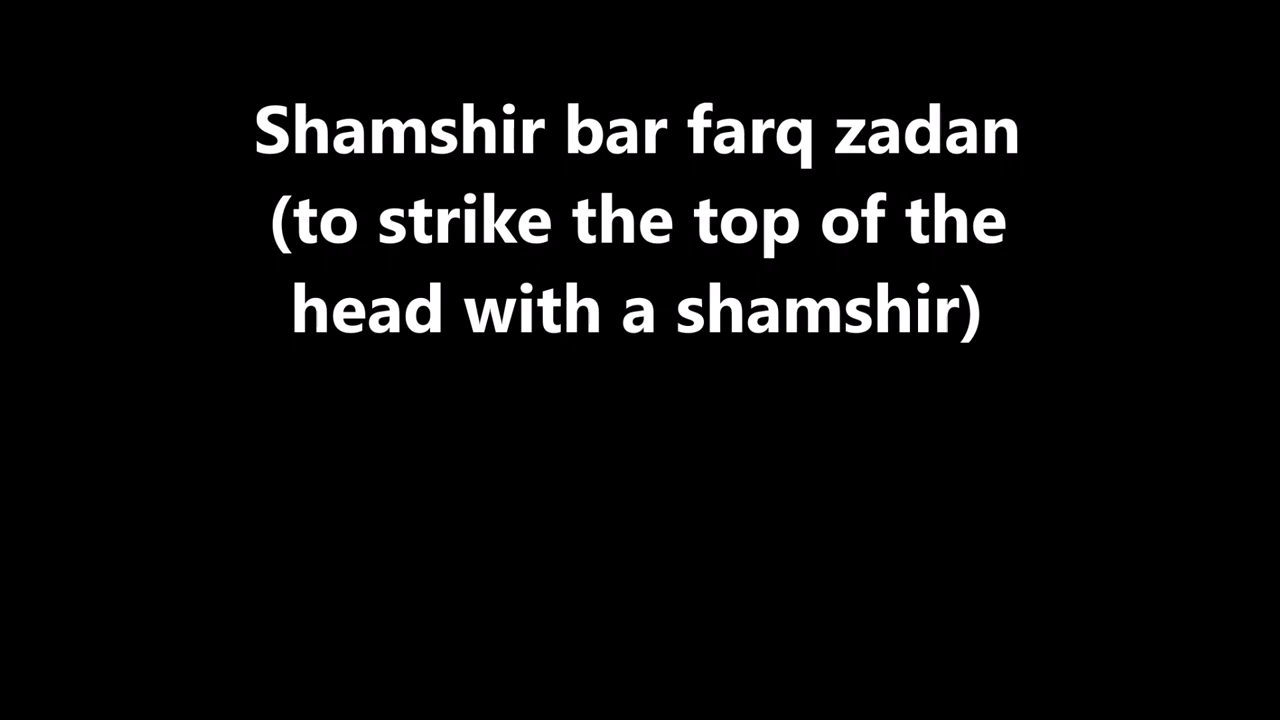 Shamshir bar farq zadan
(to strike the top of the
head with a shamshir)